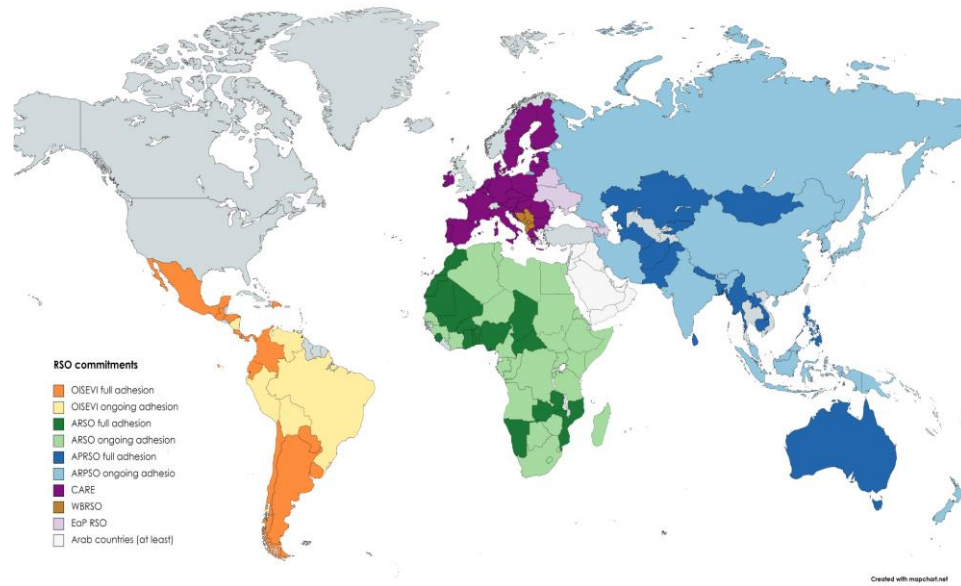 RSO commitments
OISEVI full adhesion
OISEVI ongoing adhesion
ARSO full adhesion
ARSO ongoing adhesion
APRSO full adhesion
ARPSO ongoing adhesio
CARE
WBRSO
EaP RSO
Arab countries (at least)
Created with mapchart.net